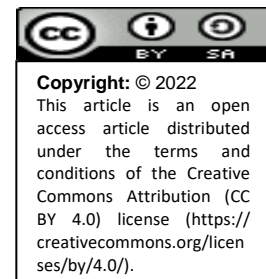 cc
BY SA
Copyright: © 2022
This article is an open
access article distributed
under the terms and
conditions of the Creative
Commons Attribution (CC
BY 4.0) license (https://
creativecommons.org/licen
ses/by/4.0/).